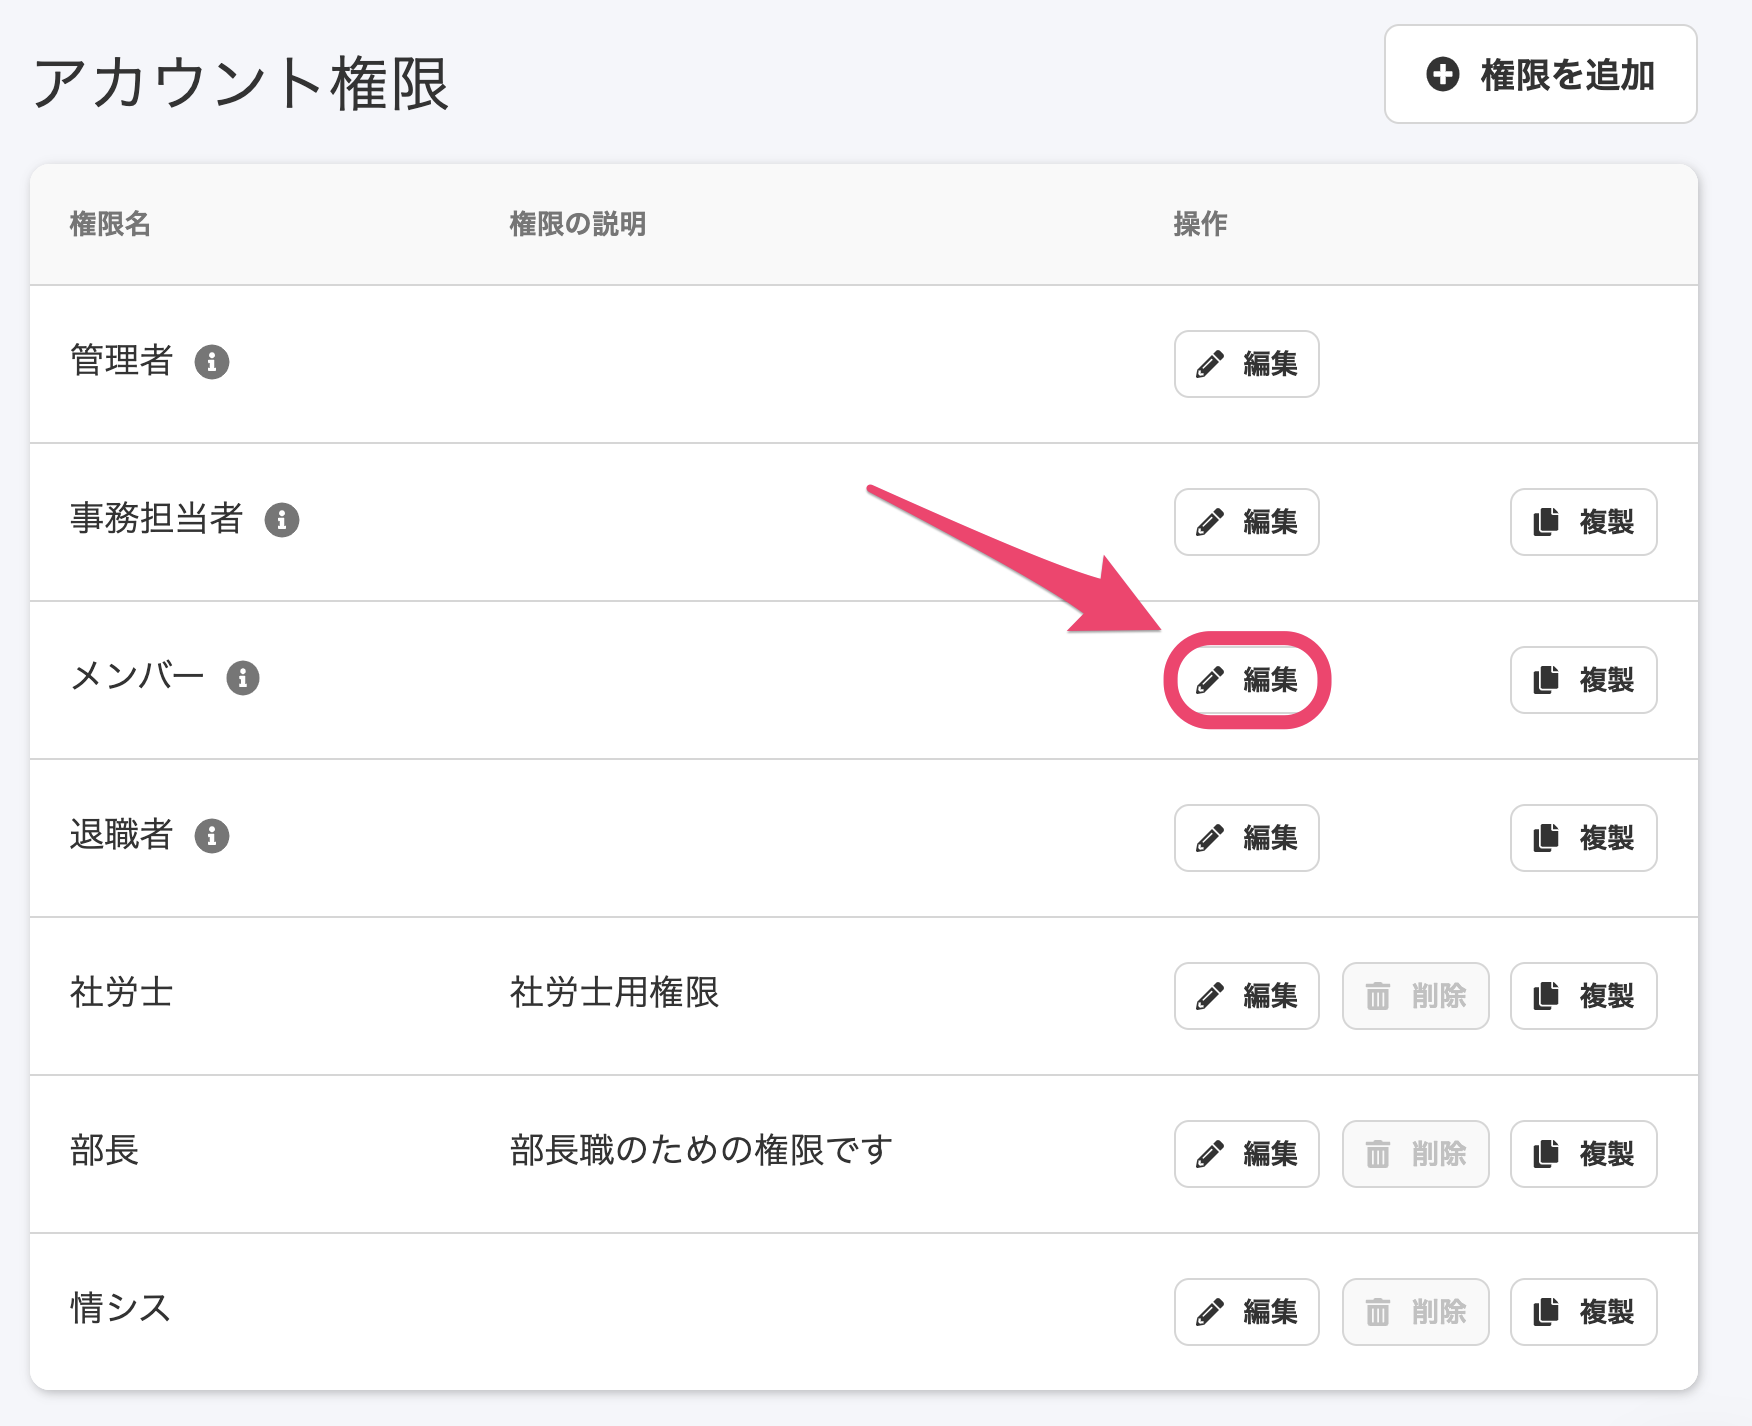 アカウント権限
権限を追加
権限名 権限の説明 操作
管理者 編集
事務担当者 編集 複製
メンバー 編集 複製
退職者 編集 複製
社労士 社労士用権限 編集 削除 複製
部長 部長職のための権限です 編集 削除 複製
情シス 編集 削除 複製